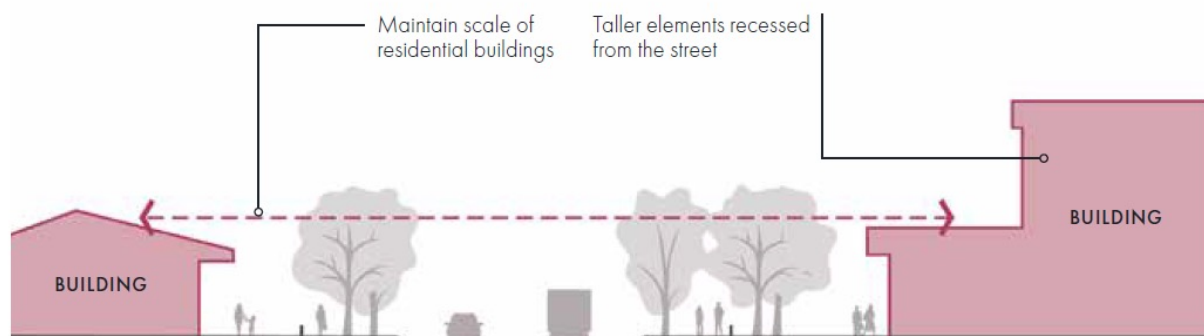 Maintain scale of
residential buildings
Taller elements recessed
from the street
BUILDING
BUILDING